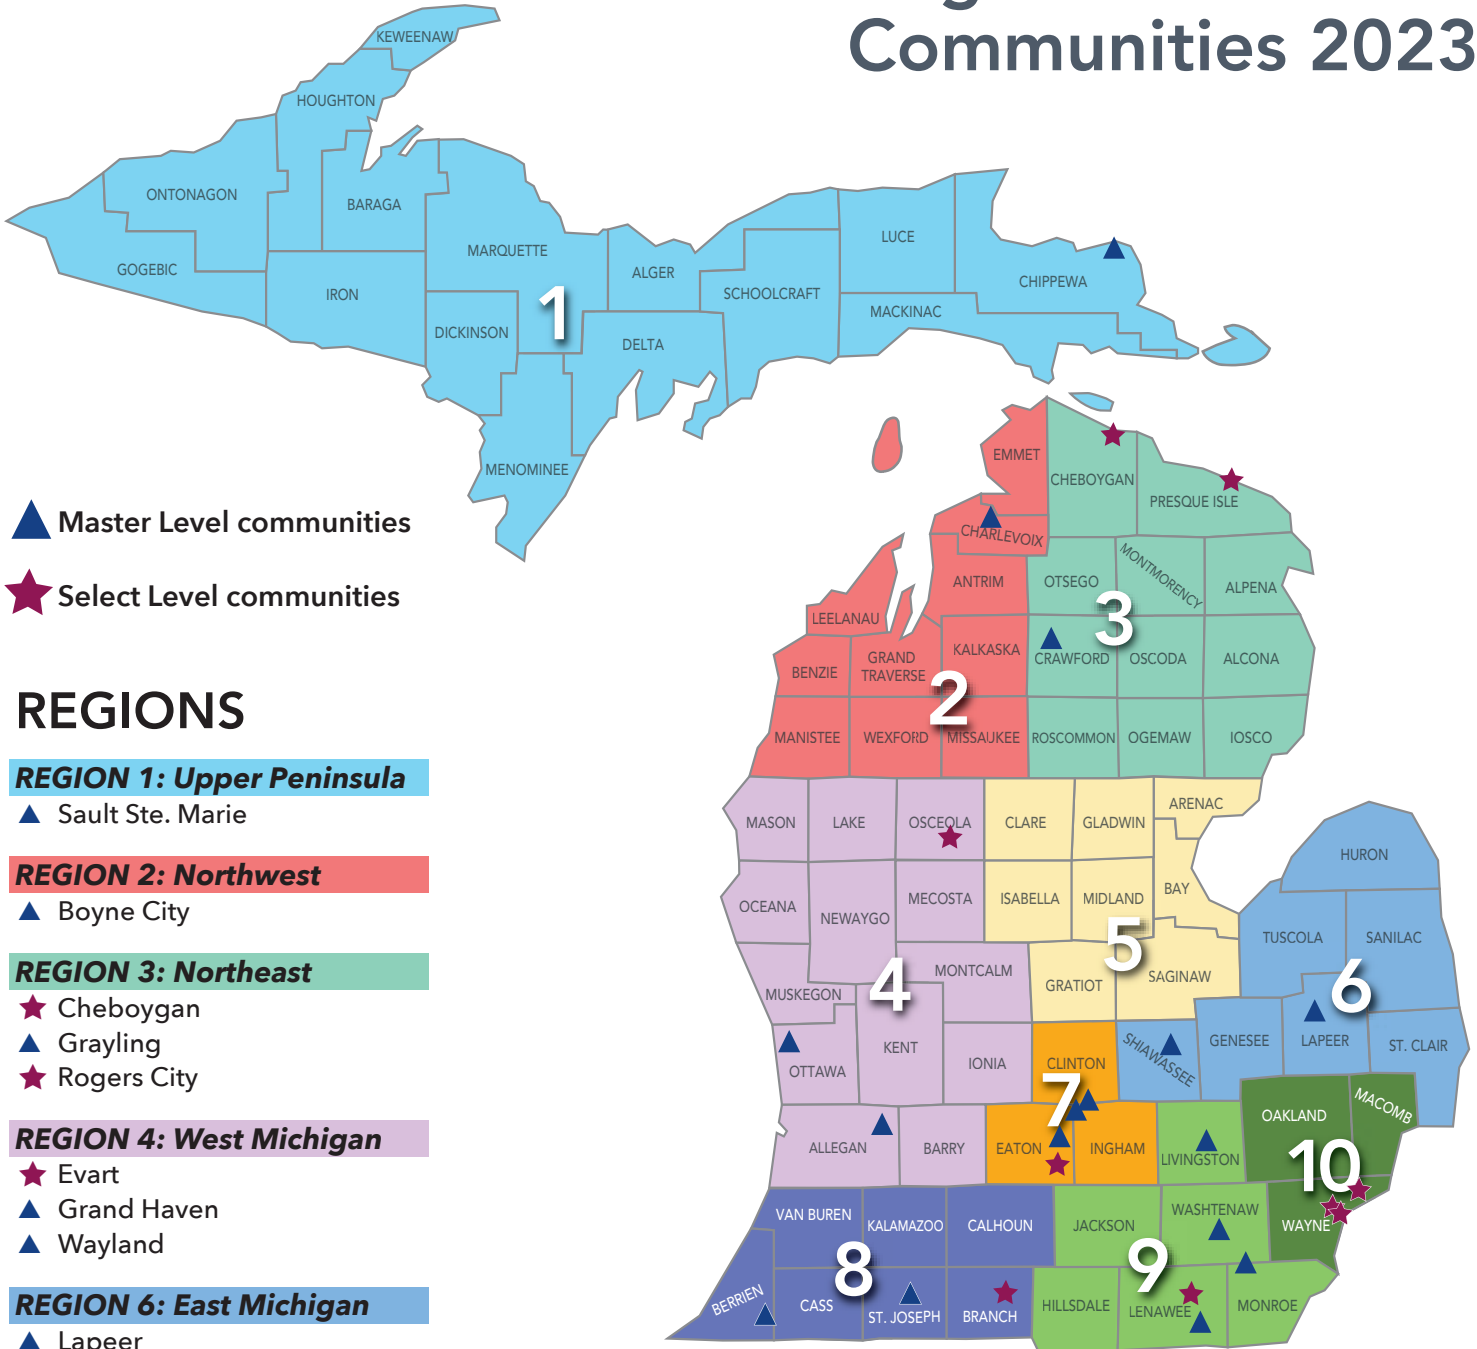 Communities 2023
KEWEENAW
HOUGHTON
ONTONAGON
BARAGA
GOGEBIC
MARQUETTE
LUCE
ALGER
CHIPPEWA
IRON
SCHOOLCRAFT
MACKINAC
1
DICKINSON
DELTA
MENOMINEE
Master Level communities
Select Level communities
EMMET
CHEBOYGAN
PRESQUE ISLE
CHARLEVOIX
ANTRIM
OTSEGO
MONTMORENCY
ALPENA
3
LEELANAU
KALKASKA
CRAWFORD
OSCODA
ALCONA
BENZIE
GRAND
TRAVERSE
2
MANISTEE
WEXFORD
MISSAUKEE
ROSCOMMON
OGEMAW
IOSCO
MASON
LAKE
OSCEOLA
CLARE
GLADWIN
ARENAC
HURON
OCEANA
NEWAYGO
MECOSTA
ISABELLA
MIDLAND
BAY
5
TUSCOLA
SANILAC
MUSKEGON
4
MONTCALM
GRATIOT
SAGINAW
6
OTTAWA
KENT
IONIA
CLINTON
SHIAWASSEE
GENESEE
LAPEER
ST. CLAIR
7
ALLEGAN
BARRY
EATON
INGHAM
LIVINGSTON
OAKLAND
MACOMB
10
VAN BUREN
KALAMAZOO
CALHOUN
JACKSON
WASHTENAW
WAYNE
8
9
BERRIEN
CASS
ST. JOSEPH
BRANCH
HILLSDALE
LENAWEE
MONROE
REGIONS
REGION 1: Upper Peninsula
Sault Ste. Marie
REGION 2: Northwest
Boyne City
REGION 3: Northeast
Cheboygan
Grayling
Rogers City
REGION 4: West Michigan
Evart
Grand Haven
Wayland
REGION 6: East Michigan
Lapeer